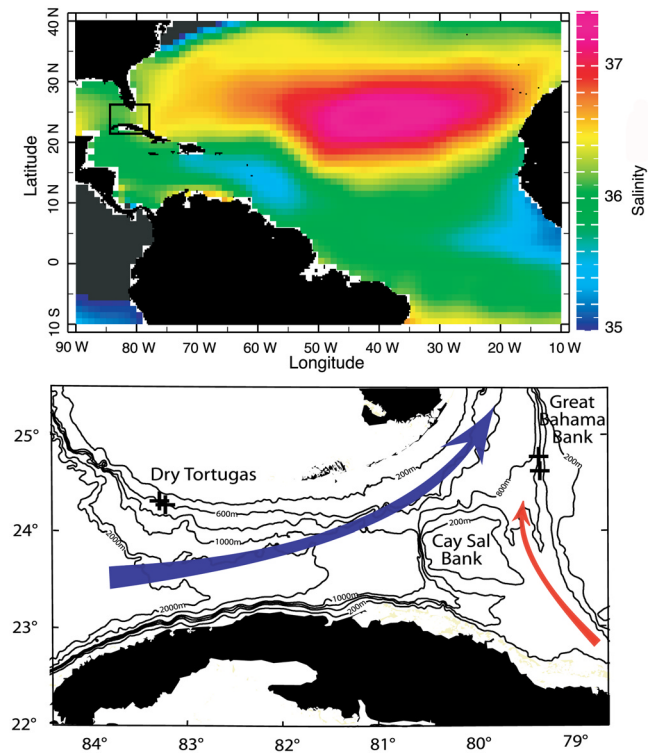 40 N
30 N
20 N
10 N
0
10 S
Latitude
90 W 80 W 70 W 60 W 50 W 40 W 30 W 20 W 10 W
Longitude
37
36
35
Salinity
25°
24°
23°
22°
84° 83° 82° 81° 80° 79°
Great
Bahama
Bank
Dry Tortugas
Cay Sal
Bank
200m
600m
1000m
2000m
200m
800m
200m
2000m
1000m
200m